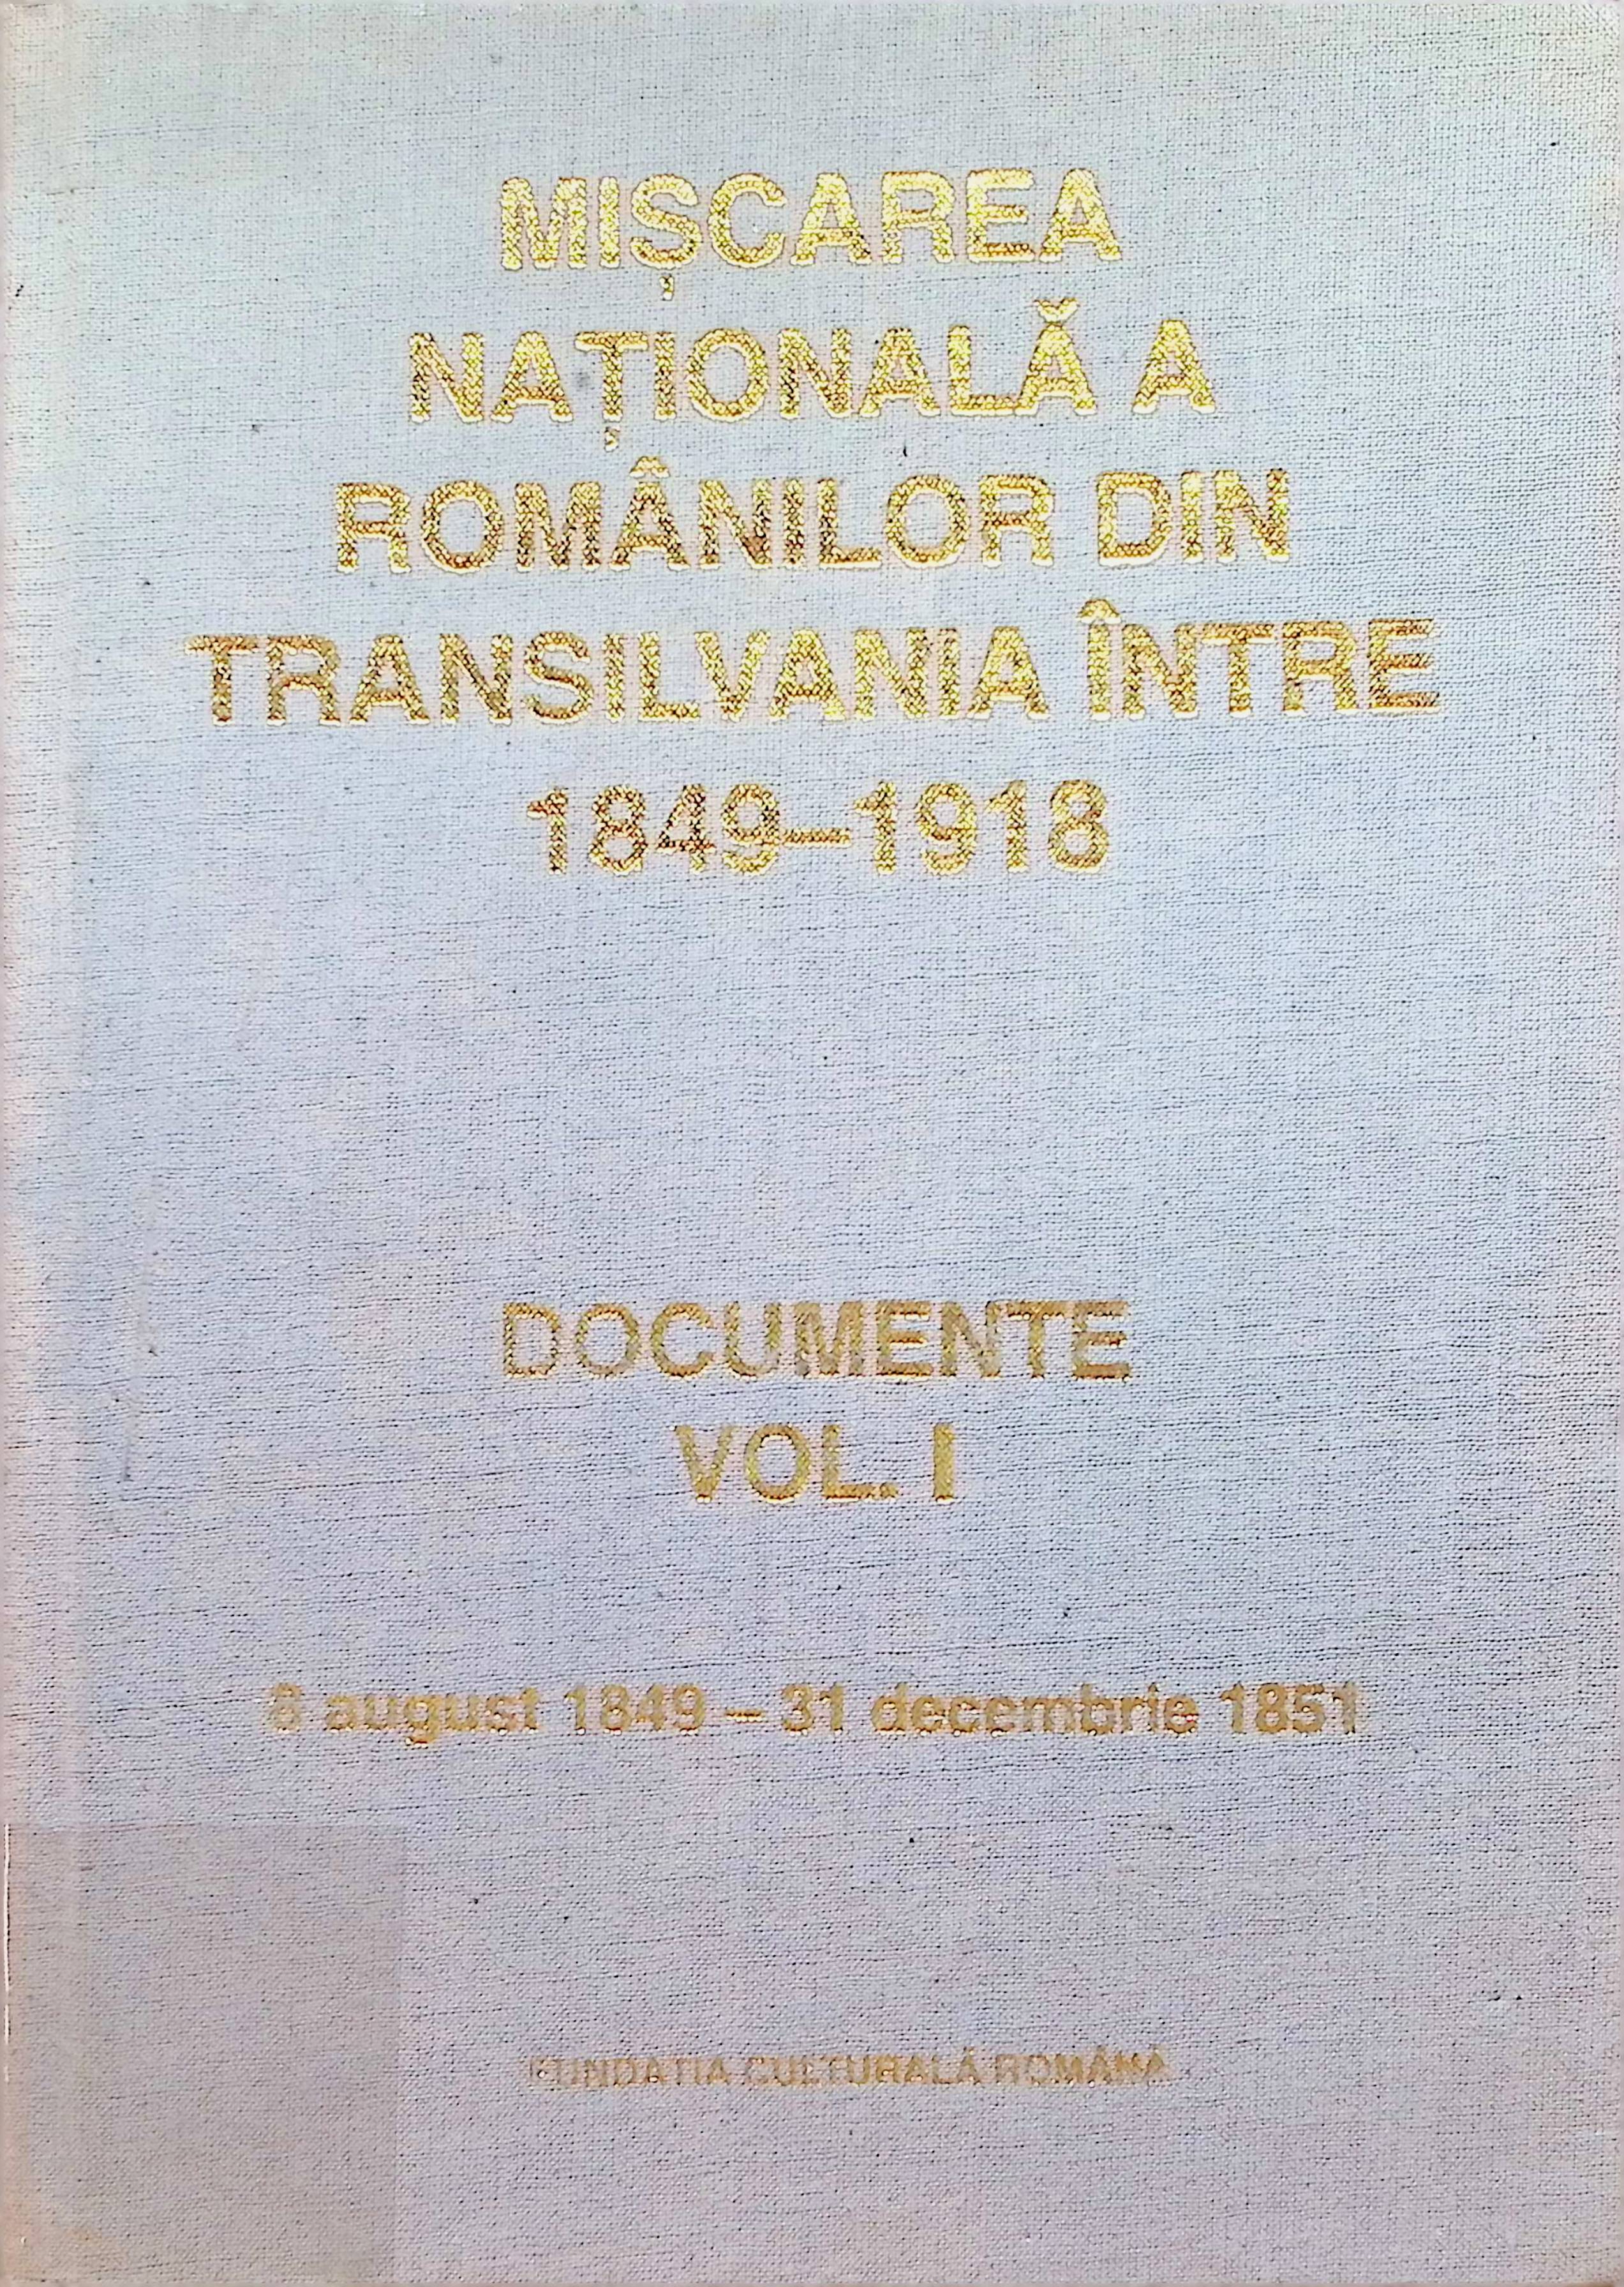 MIȘCAREA
NAȚIONALĂ A
ROMÂNILOR DIN
TRANSILVANIA ÎNTRE
1849–1918
DOCUMENTE
VOL. I
8 august 1849 – 31 decembrie 1851
FUNDAȚIA CULTURALĂ ROMÂNĂ